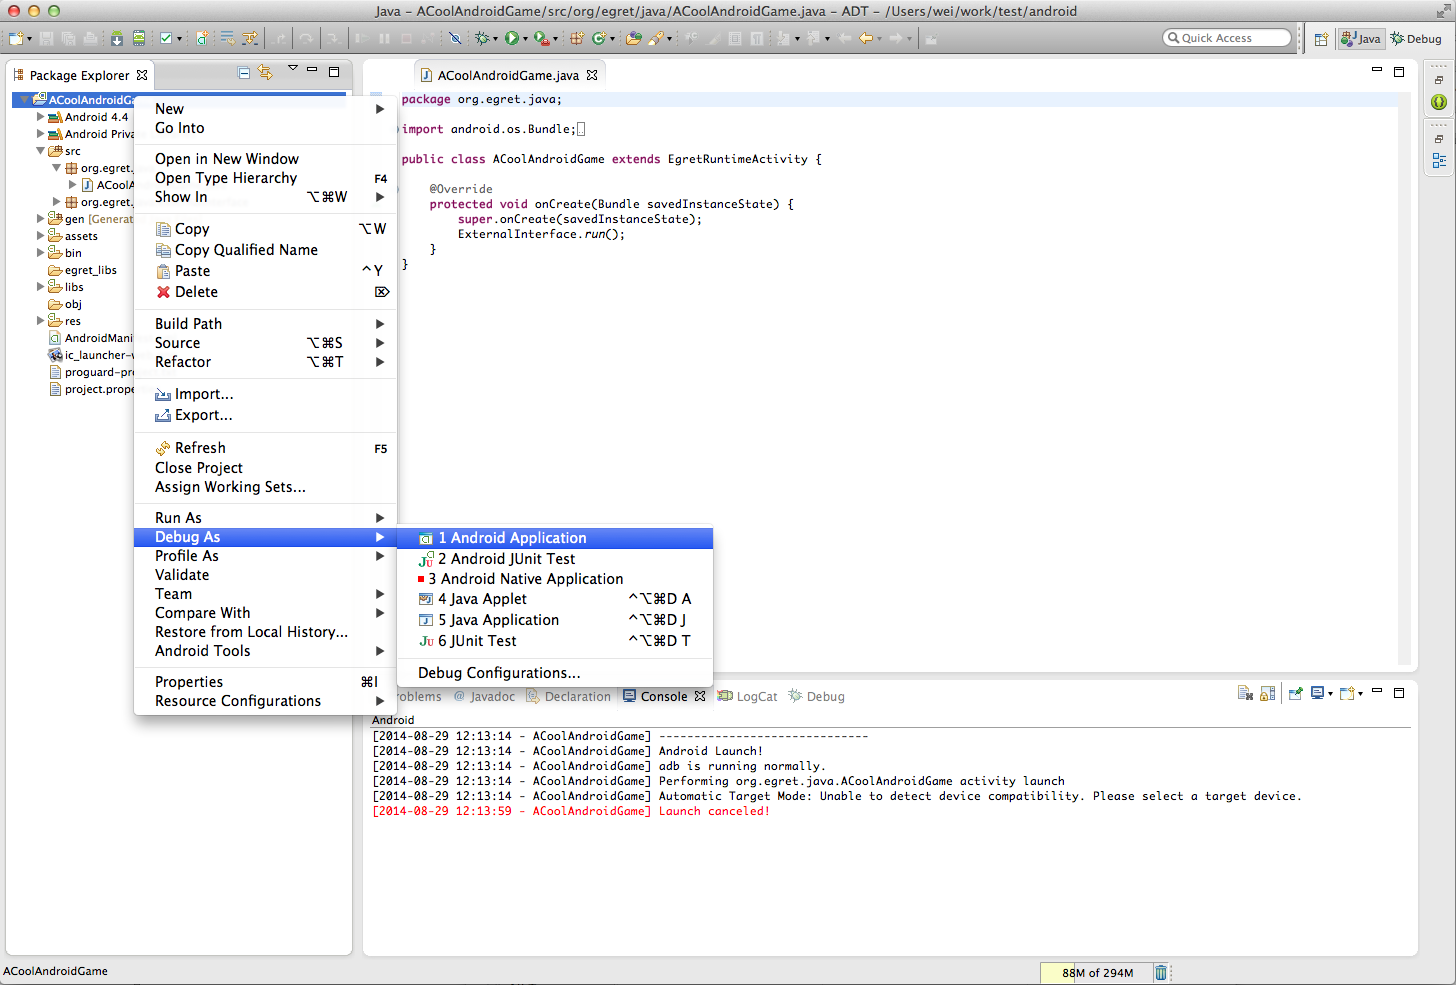 Java – ACoolAndroidGame/src/org/egret/java/ACoolAndroidGame.java – ADT – /Users/wei/work/test/android
Quick Access
Java
Debug
Package Explorer
ACoolAndroidGame.java
ACoolAndroidGa
Android 4.4
Android Priva
src
org.egret.
ACoolA
org.egret.
gen [Generat
assets
bin
egret_libs
libs
obj
res
AndroidMani
ic_launcher-w
proguard-pro
project.prope
New
Go Into
Open in New Window
Open Type Hierarchy F4
Show In ⌥⌘W
Copy ⌥W
Copy Qualified Name
Paste ^Y
Delete ⌦
Build Path
Source ⌥⌘S
Refactor ⌥⌘T
Import...
Export...
Refresh F5
Close Project
Assign Working Sets...
Run As
Debug As
Profile As
Validate
Team
Compare With
Restore from Local History...
Android Tools
Properties ⌘I
Resource Configurations
1 Android Application
2 Android JUnit Test
3 Android Native Application
4 Java Applet ^⌥⌘D A
5 Java Application ^⌥⌘D J
6 JUnit Test ^⌥⌘D T
Debug Configurations...
package org.egret.java;
import android.os.Bundle;
public class ACoolAndroidGame extends EgretRuntimeActivity {
@Override
protected void onCreate(Bundle savedInstanceState) {
super.onCreate(savedInstanceState);
ExternalInterface.run();
}
}
roblems @ Javadoc Declaration Console LogCat Debug
Android
[2014-08-29 12:13:14 - ACoolAndroidGame] ------------------------------
[2014-08-29 12:13:14 - ACoolAndroidGame] Android Launch!
[2014-08-29 12:13:14 - ACoolAndroidGame] adb is running normally.
[2014-08-29 12:13:14 - ACoolAndroidGame] Performing org.egret.java.ACoolAndroidGame activity launch
[2014-08-29 12:13:14 - ACoolAndroidGame] Automatic Target Mode: Unable to detect device compatibility. Please select a target device.
[2014-08-29 12:13:59 - ACoolAndroidGame] Launch canceled!
ACoolAndroidGame
88M of 294M